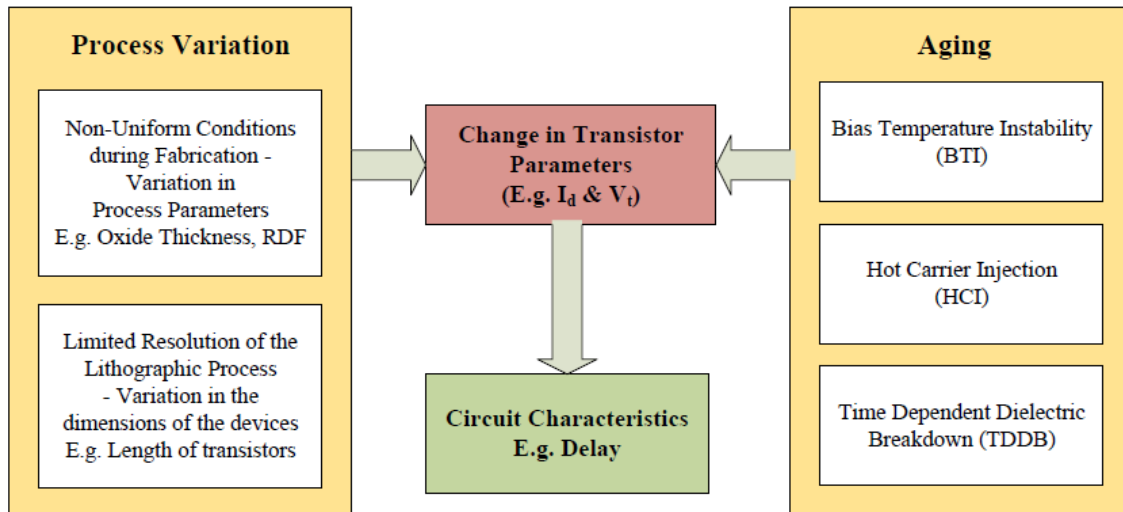 Process Variation
Non-Uniform Conditions
during Fabrication -
Variation in
Process Parameters
E.g. Oxide Thickness, RDF
Limited Resolution of the
Lithographic Process
- Variation in the
dimensions of the devices
E.g. Length of transistors
Change in Transistor
Parameters
(E.g. Id & Vt)
Circuit Characteristics
E.g. Delay
Aging
Bias Temperature Instability
(BTI)
Hot Carrier Injection
(HCI)
Time Dependent Dielectric
Breakdown (TDDB)